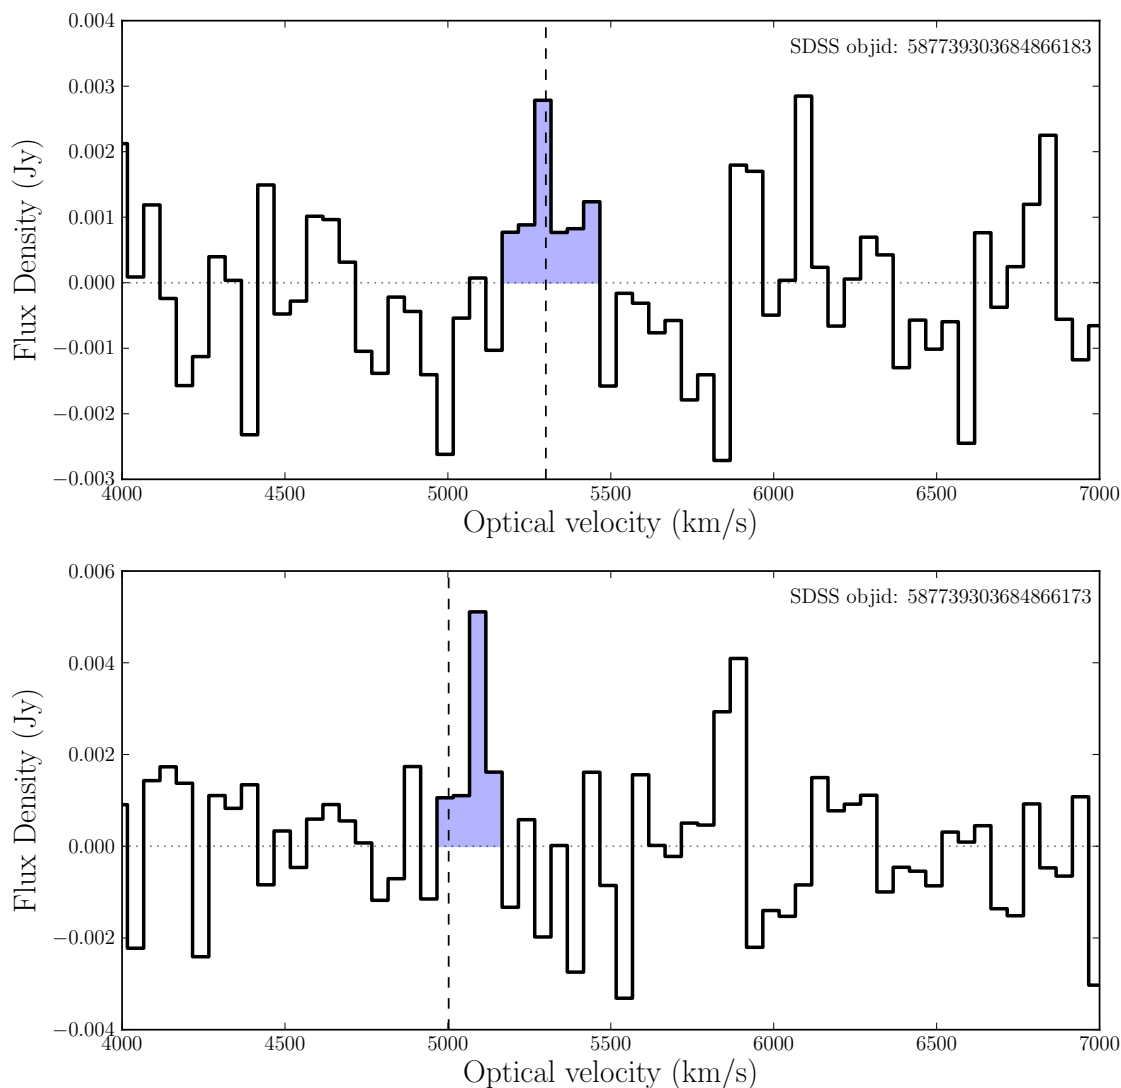 0.004
SDSS objid: 587739303684866183
0.003
0.002
0.001
0.000
−0.001
−0.002
−0.003
Flux Density (Jy)
4000 4500 5000 5500 6000 6500 7000
Optical velocity (km/s)
0.006
SDSS objid: 587739303684866173
0.004
0.002
0.000
−0.002
−0.004
Flux Density (Jy)
4000 4500 5000 5500 6000 6500 7000
Optical velocity (km/s)